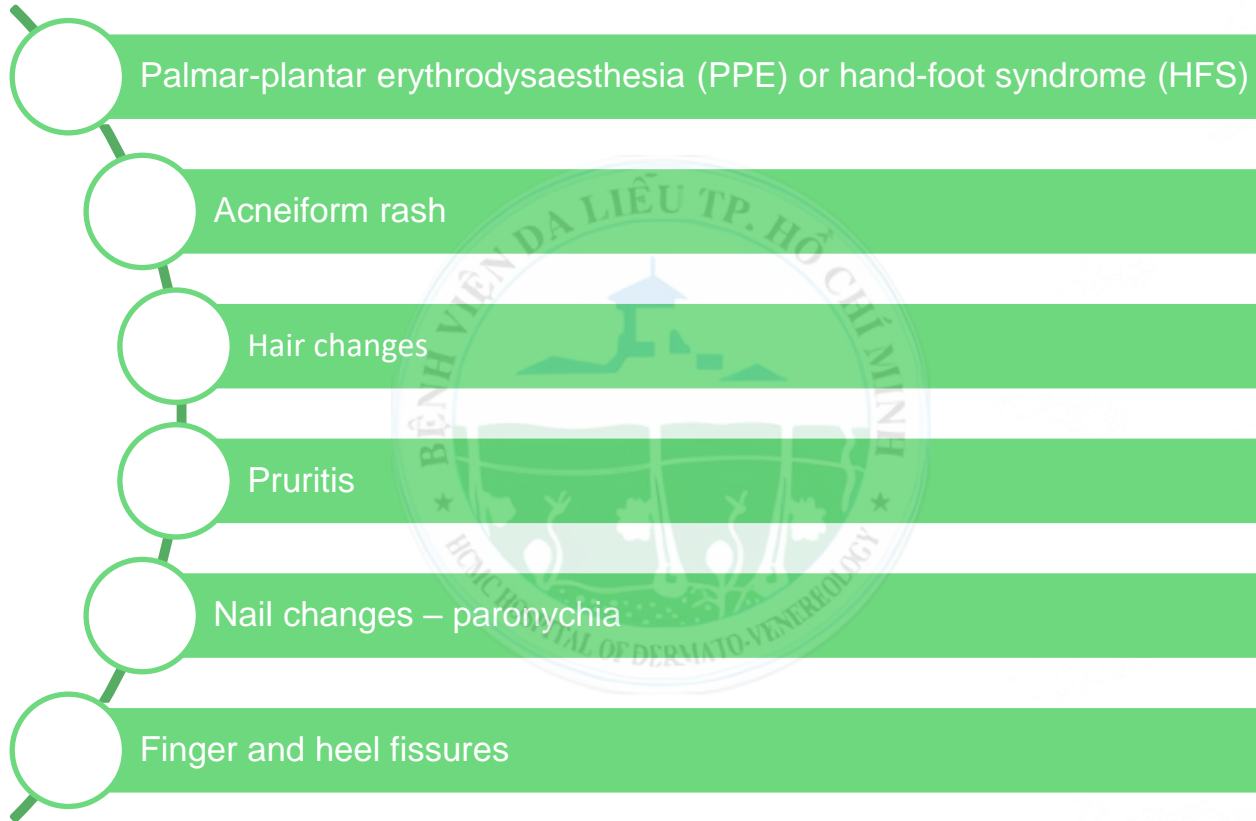 Palmar-plantar erythrodysaesthesia (PPE) or hand-foot syndrome (HFS)
Acneiform rash
Hair changes
Pruritis
Nail changes – paronychia
Finger and heel fissures
BỆNH VIỆN DA LIỄU TP. HỒ CHÍ MINH
HCMC HOSPITAL OF DERMATO-VENEREOLOGY